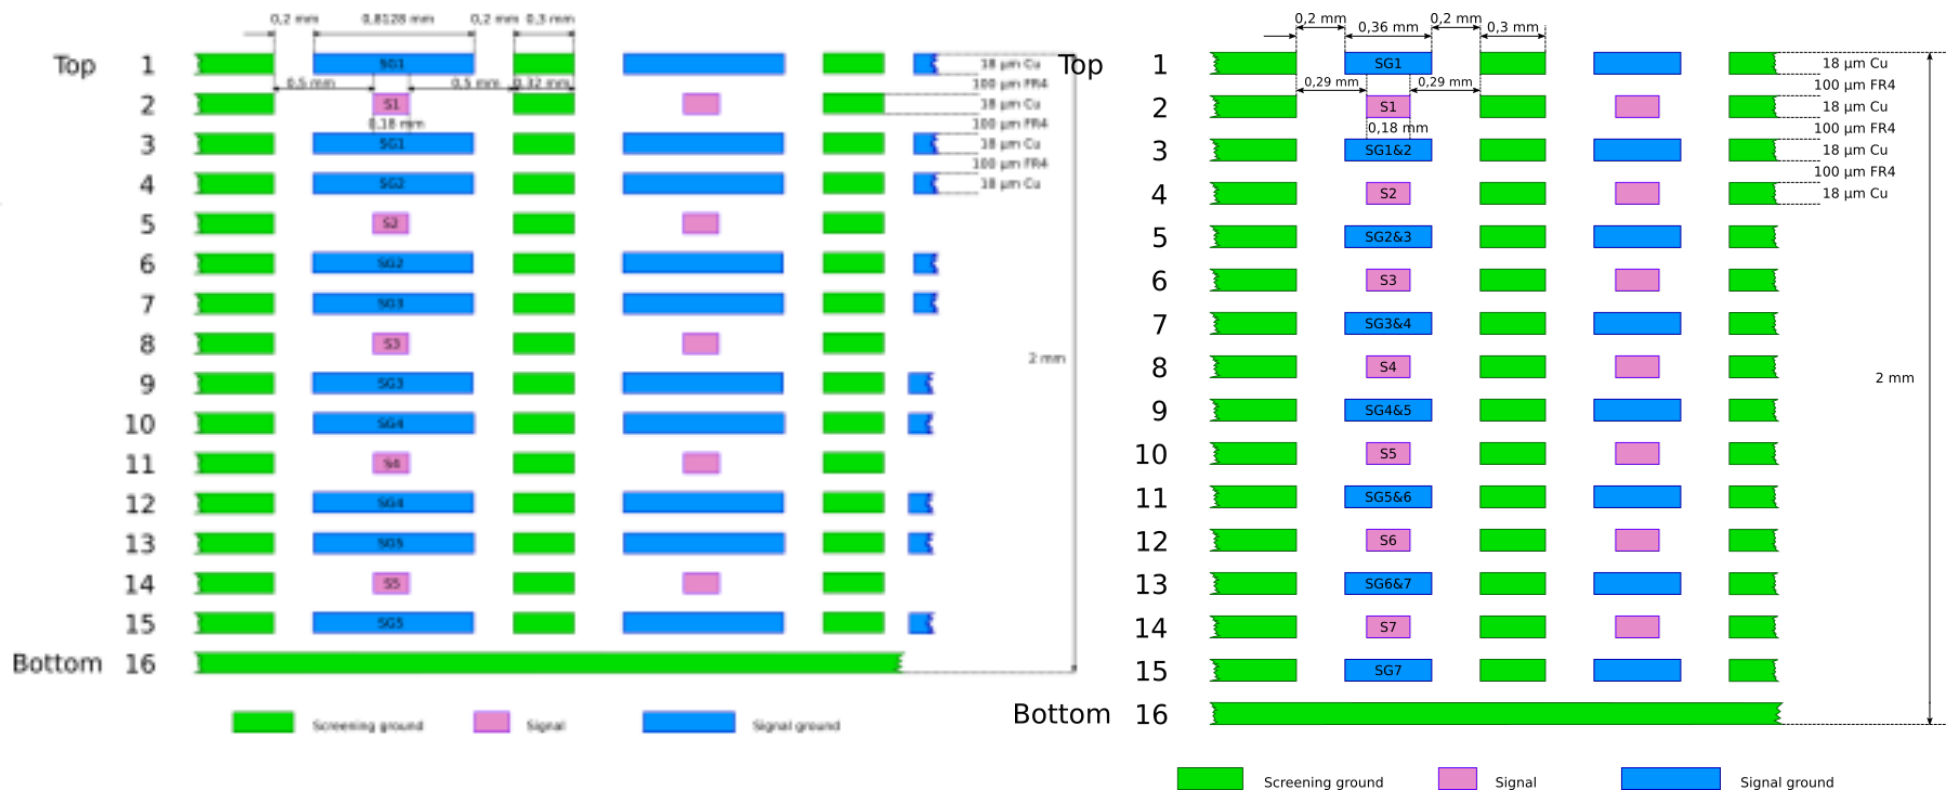 0,2 mm 0,8128 mm 0,2 mm 0,3 mm
Top 1 SG1 18 µm Cu
0,5 mm 0,5 mm 0,32 mm 100 µm FR4
2 S1 18 µm Cu
0,18 mm 100 µm FR4
3 SG1 18 µm Cu
100 µm FR4
4 SG2 18 µm Cu
5 S2
6 SG2
7 SG3
8 S3
2 mm
9 SG3
10 SG4
11 S4
12 SG4
13 SG5
14 S5
15 SG5
Bottom 16
Screening ground Signal Signal ground
0,2 mm 0,36 mm 0,2 mm 0,3 mm
Top 1 SG1 18 µm Cu
0,29 mm 0,29 mm 100 µm FR4
2 S1 18 µm Cu
0,18 mm 100 µm FR4
3 SG1&2 18 µm Cu
100 µm FR4
4 S2 18 µm Cu
5 SG2&3
6 S3
7 SG3&4
8 S4
2 mm
9 SG4&5
10 S5
11 SG5&6
12 S6
13 SG6&7
14 S7
15 SG7
Bottom 16
Screening ground Signal Signal ground